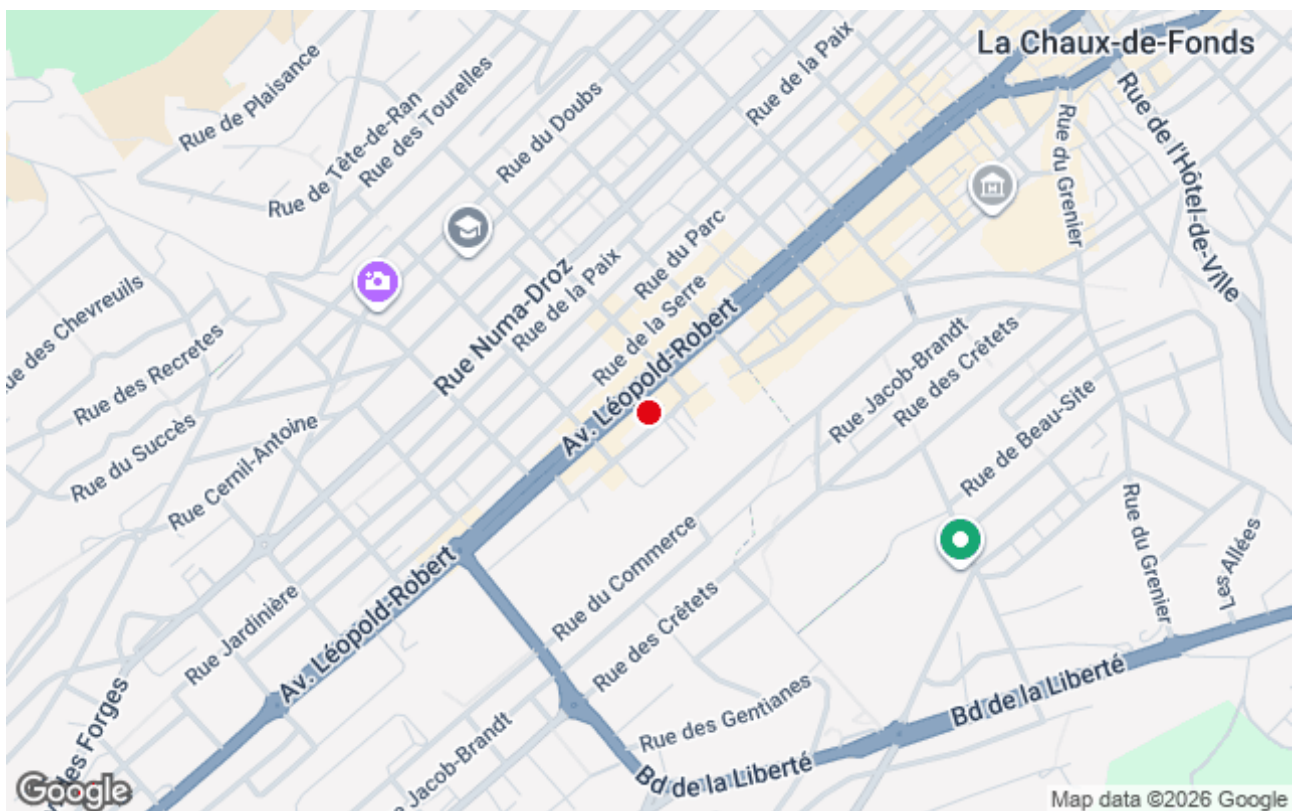 La Chaux-de-Fonds
Rue de Plaisance
Rue de Tête-de-Ran
Rue des Tourelles
Rue du Doubs
Rue de la Paix
Rue de l'Hôtel-de-Ville
Rue du Grenier
Rue du Parc
Rue de la Serre
Rue Numa-Droz
Rue de la Paix
Av. Léopold-Robert
ue des Chevreuils
Rue des Recretes
Rue du Succès
Rue Cernil-Antoine
Rue Jacob-Brandt
Rue des Crêtets
Rue de Beau-Site
Rue du Grenier
Les Allées
Rue du Commerce
Rue des Crêtets
Av. Léopold-Robert
Rue Jardinière
des Forges
Rue des Gentianes
Bd de la Liberté
Bd de la Liberté
Jacob-Brandt
Google
Map data ©2026 Google